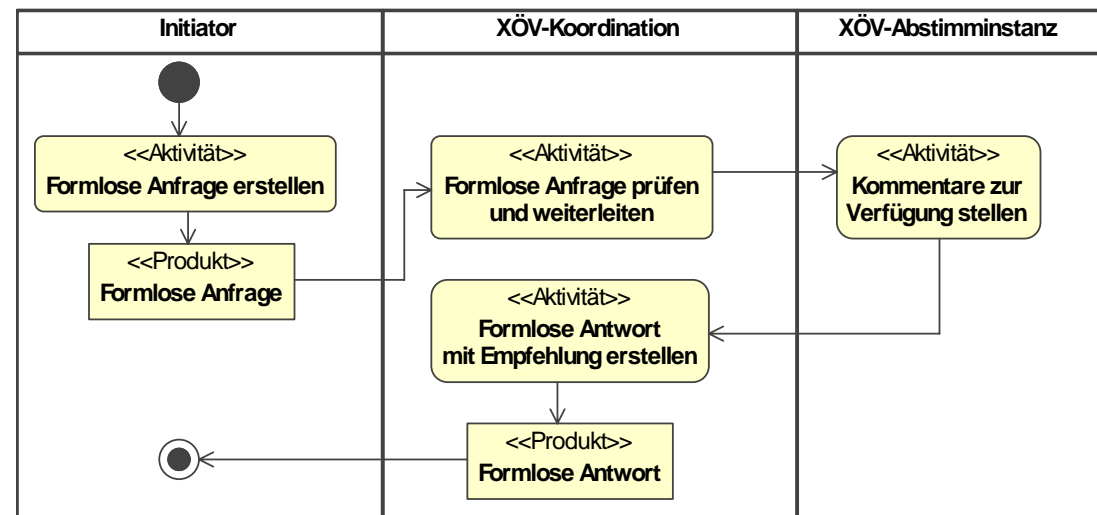 Initiator
XÖV-Koordination
XÖV-Abstimminstanz
<<Aktivität>>
Formlose Anfrage erstellen
<<Produkt>>
Formlose Anfrage
<<Aktivität>>
Formlose Anfrage prüfen
und weiterleiten
<<Aktivität>>
Kommentare zur
Verfügung stellen
<<Aktivität>>
Formlose Antwort
mit Empfehlung erstellen
<<Produkt>>
Formlose Antwort